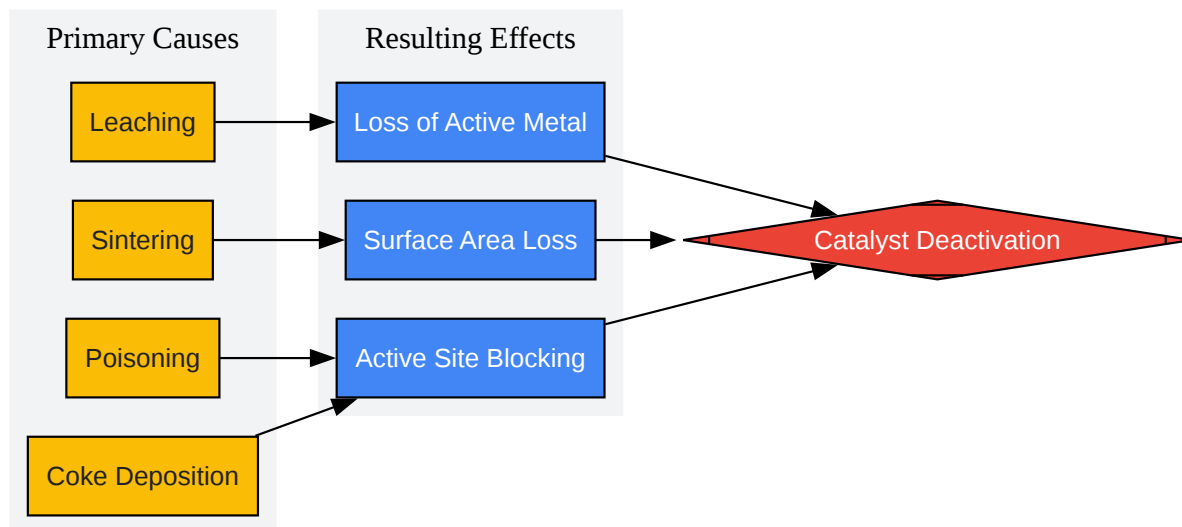 Primary Causes
Resulting Effects
Leaching
Loss of Active Metal
Sintering
Surface Area Loss
Catalyst Deactivation
Poisoning
Active Site Blocking
Coke Deposition